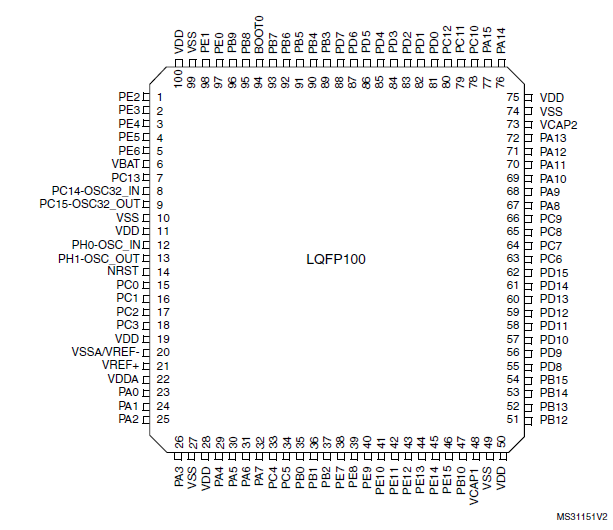 100 VDD
99 VSS
98 PE1
97 PE0
96 PB9
95 PB8
94 BOOT0
93 PB7
92 PB6
91 PB5
90 PB4
89 PB3
88 PD7
87 PD6
86 PD5
85 PD4
84 PD3
83 PD2
82 PD1
81 PD0
80 PC12
79 PC11
78 PC10
77 PA15
76 PA14
PE2 1
PE3 2
PE4 3
PE5 4
PE6 5
VBAT 6
PC13 7
PC14-OSC32_IN 8
PC15-OSC32_OUT 9
VSS 10
VDD 11
PH0-OSC_IN 12
PH1-OSC_OUT 13
NRST 14
PC0 15
PC1 16
PC2 17
PC3 18
VDD 19
VSSA/VREF- 20
VREF+ 21
VDDA 22
PA0 23
PA1 24
PA2 25
LQFP100
75 VDD
74 VSS
73 VCAP2
72 PA13
71 PA12
70 PA11
69 PA10
68 PA9
67 PA8
66 PC9
65 PC8
64 PC7
63 PC6
62 PD15
61 PD14
60 PD13
59 PD12
58 PD11
57 PD10
56 PD9
55 PD8
54 PB15
53 PB14
52 PB13
51 PB12
PA3 26
VSS 27
VDD 28
PA4 29
PA5 30
PA6 31
PA7 32
PC4 33
PC5 34
PB0 35
PB1 36
PB2 37
PE7 38
PE8 39
PE9 40
PE10 41
PE11 42
PE12 43
PE13 44
PE14 45
PE15 46
PB10 47
VCAP1 48
VSS 49
VDD 50
MS31151V2